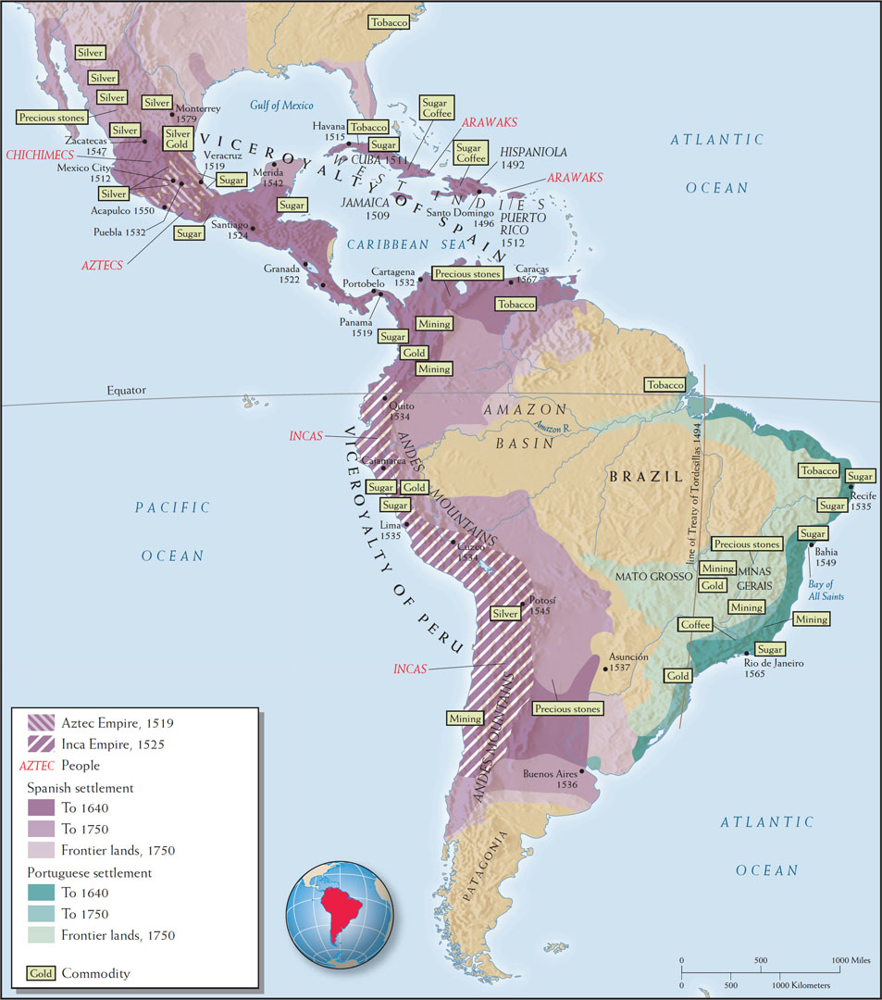 Tobacco
Silver
Silver
Silver
Silver
Precious stones
Monterrey
1579
Gulf of Mexico
Sugar
Coffee
ARAWAKS
Silver
Silver
Gold
Zacatecas
1547
CHICHIMECS
Mexico City
1512
Silver
Veracruz
1519
Sugar
Merida
1542
Acapulco 1550
Puebla 1532
Sugar
AZTECS
Santiago
1524
Sugar
Havana
1515
Tobacco
Sugar
CUBA 1511
Sugar
Coffee
HISPANIOLA
1492
ARAWAKS
ATLANTIC
OCEAN
VICEROYALTY OF SPAIN
WEST INDIES
JAMAICA
1509
Santo Domingo
1496
PUERTO
RICO
1512
CARIBBEAN SEA
Granada
1522
Portobelo
Panama
1519
Cartagena
1532
Precious stones
Caracas
1567
Tobacco
Mining
Sugar
Gold
Mining
Equator
Quito
1534
INCAS
Cajamarca
ANDES MOUNTAINS
AMAZON
BASIN
Amazon R.
Tobacco
line of Treaty of Tordesillas 1494
BRAZIL
Tobacco
Sugar
Recife
1535
Sugar
Sugar
Bahia
1549
Bay of
All Saints
PACIFIC
OCEAN
VICEROYALTY OF PERU
Sugar
Gold
Sugar
Lima
1535
Cuzco
1534
Precious stones
MATO GROSSO
Mining
Gold
MINAS
GERAIS
Mining
Mining
Coffee
Sugar
Rio de Janeiro
1565
Gold
Silver
Potosí
1545
Asunción
1537
INCAS
Precious stones
Mining
ANDES MOUNTAINS
Buenos Aires
1536
PATAGONIA
ATLANTIC
OCEAN
Aztec Empire, 1519
Inca Empire, 1525
AZTEC People
Spanish settlement
To 1640
To 1750
Frontier lands, 1750
Portuguese settlement
To 1640
To 1750
Frontier lands, 1750
Gold Commodity
0 500 1000 Miles
0 500 1000 Kilometers